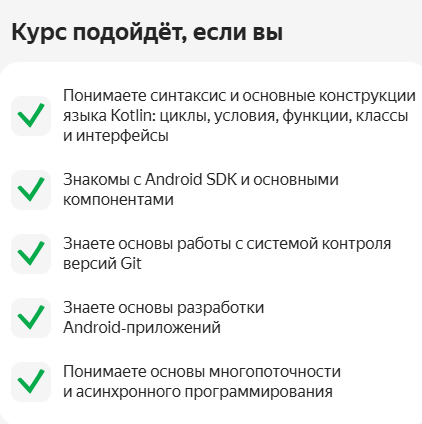 Курс подойдёт, если вы
Понимаете синтаксис и основные конструкции
языка Kotlin: циклы, условия, функции, классы
и интерфейсы
Знакомы с Android SDK и основными
компонентами
Знаете основы работы с системой контроля
версий Git
Знаете основы разработки
Android-приложений
Понимаете основы многопоточности
и асинхронного программирования